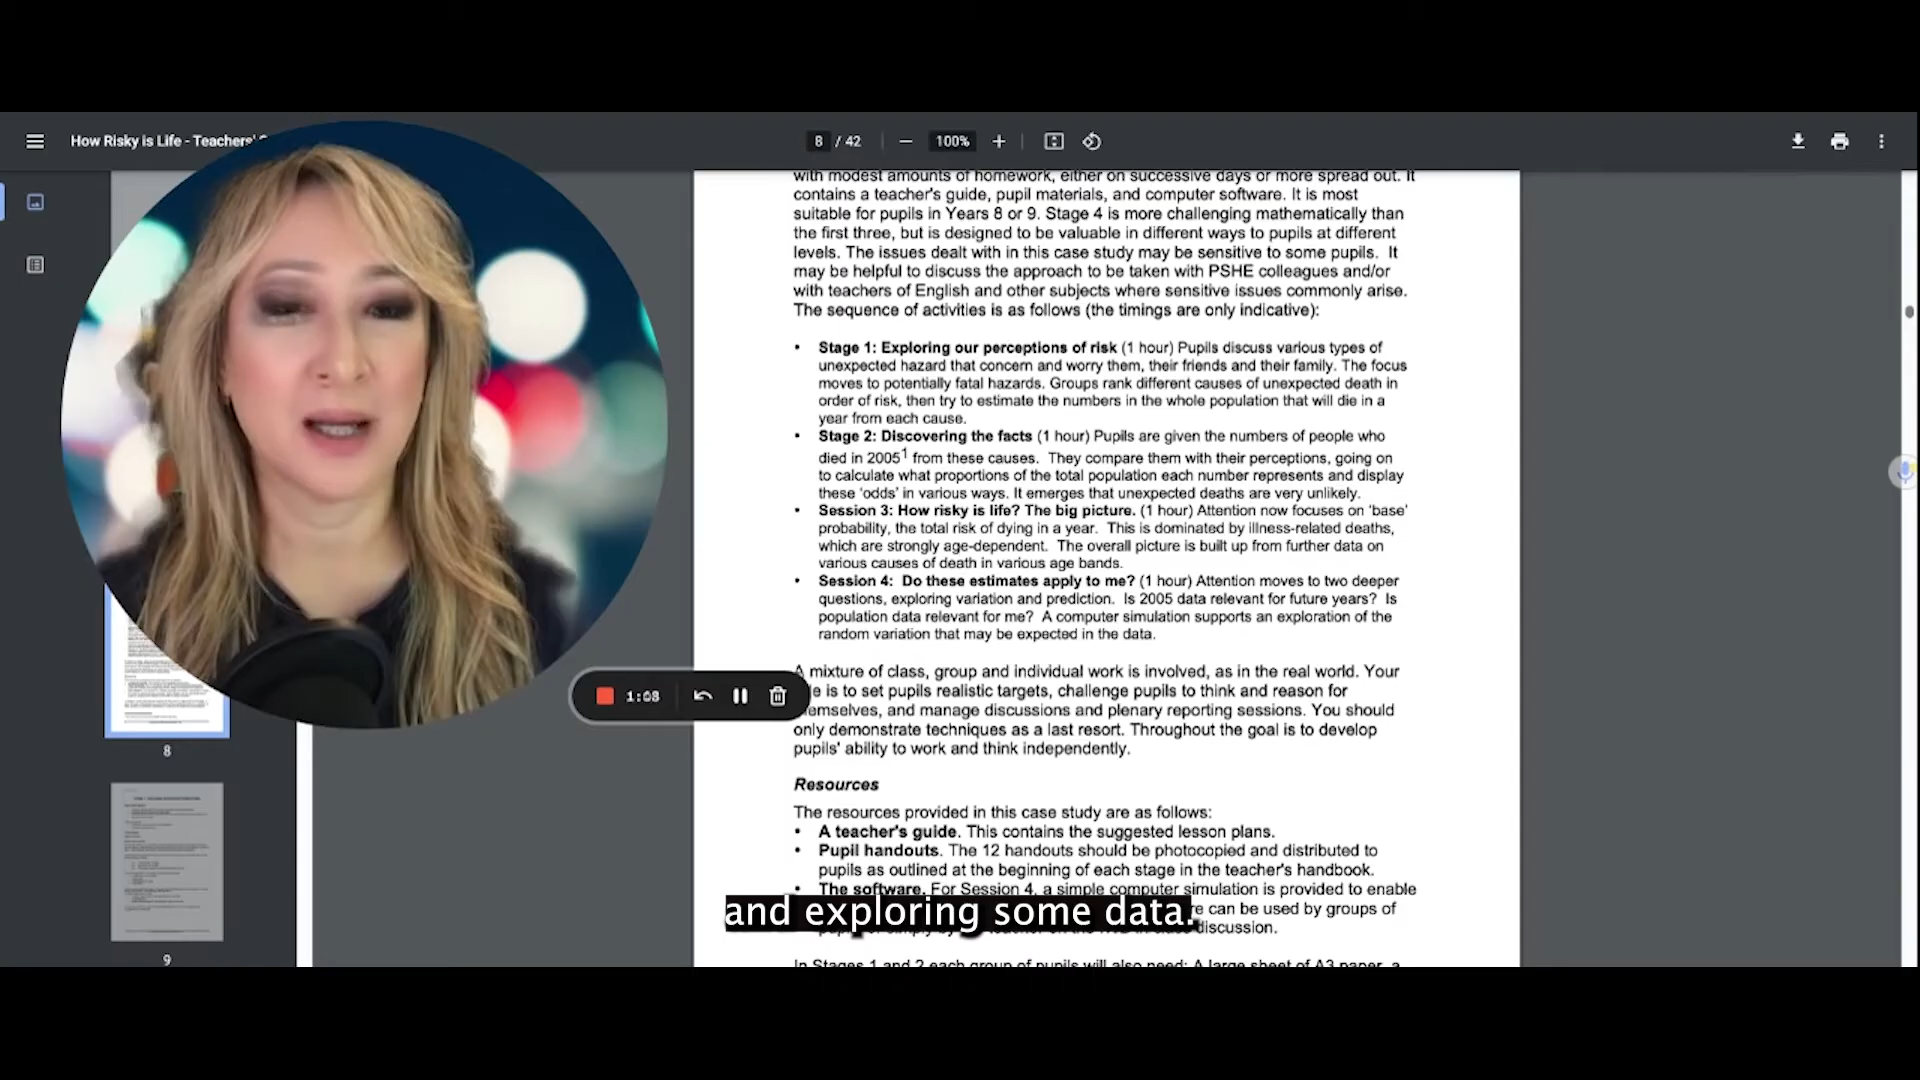 How Risky is Life - Teachers'
8 / 42
100%
with modest amounts of homework, either on successive days or more spread out. It
contains a teacher's guide, pupil materials, and computer software. It is most
suitable for pupils in Years 8 or 9. Stage 4 is more challenging mathematically than
the first three, but is designed to be valuable in different ways to pupils at different
levels. The issues dealt with in this case study may be sensitive to some pupils. It
may be helpful to discuss the approach to be taken with PSHE colleagues and/or
with teachers of English and other subjects where sensitive issues commonly arise.
The sequence of activities is as follows (the timings are only indicative):
• Stage 1: Exploring our perceptions of risk (1 hour) Pupils discuss various types of
unexpected hazard that concern and worry them, their friends and their family. The focus
moves to potentially fatal hazards. Groups rank different causes of unexpected death in
order of risk, then try to estimate the numbers in the whole population that will die in a
year from each cause.
• Stage 2: Discovering the facts (1 hour) Pupils are given the numbers of people who
died in 2005¹ from these causes. They compare them with their perceptions, going on
to calculate what proportions of the total population each number represents and display
these 'odds' in various ways. It emerges that unexpected deaths are very unlikely.
• Session 3: How risky is life? The big picture. (1 hour) Attention now focuses on 'base'
probability, the total risk of dying in a year. This is dominated by illness-related deaths,
which are strongly age-dependent. The overall picture is built up from further data on
various causes of death in various age bands.
• Session 4: Do these estimates apply to me? (1 hour) Attention moves to two deeper
questions, exploring variation and prediction. Is 2005 data relevant for future years? Is
population data relevant for me? A computer simulation supports an exploration of the
random variation that may be expected in the data.
A mixture of class, group and individual work is involved, as in the real world. Your
is to set pupils realistic targets, challenge pupils to think and reason for
emselves, and manage discussions and plenary reporting sessions. You should
only demonstrate techniques as a last resort. Throughout the goal is to develop
pupils' ability to work and think independently.
1:08
Resources
The resources provided in this case study are as follows:
• A teacher's guide. This contains the suggested lesson plans.
• Pupil handouts. The 12 handouts should be photocopied and distributed to
pupils as outlined at the beginning of each stage in the teacher's handbook.
• The software. For Session 4, a simple computer simulation is provided to enable
re can be used by groups of
discussion.
and exploring some data.
In Stages 1 and 2 each group of pupils will also need: A large sheet of A3 paper, a
8
9